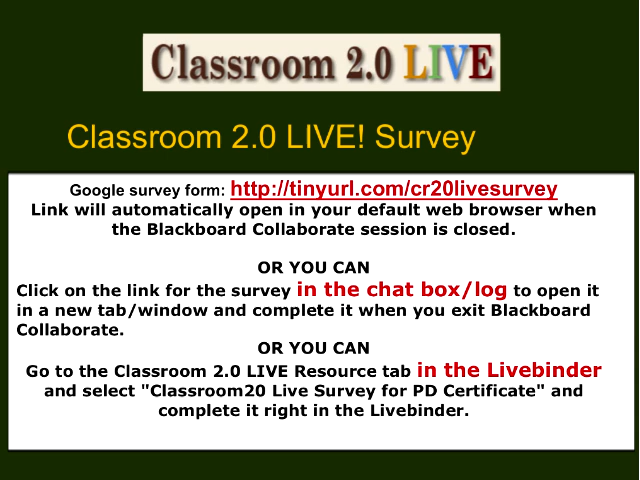 Classroom 2.0 LIVE
Classroom 2.0 LIVE! Survey
Google survey form: http://tinyurl.com/cr20livesurvey
Link will automatically open in your default web browser when
the Blackboard Collaborate session is closed.
OR YOU CAN
Click on the link for the survey in the chat box/log to open it
in a new tab/window and complete it when you exit Blackboard
Collaborate.
OR YOU CAN
Go to the Classroom 2.0 LIVE Resource tab in the Livebinder
and select "Classroom20 Live Survey for PD Certificate" and
complete it right in the Livebinder.